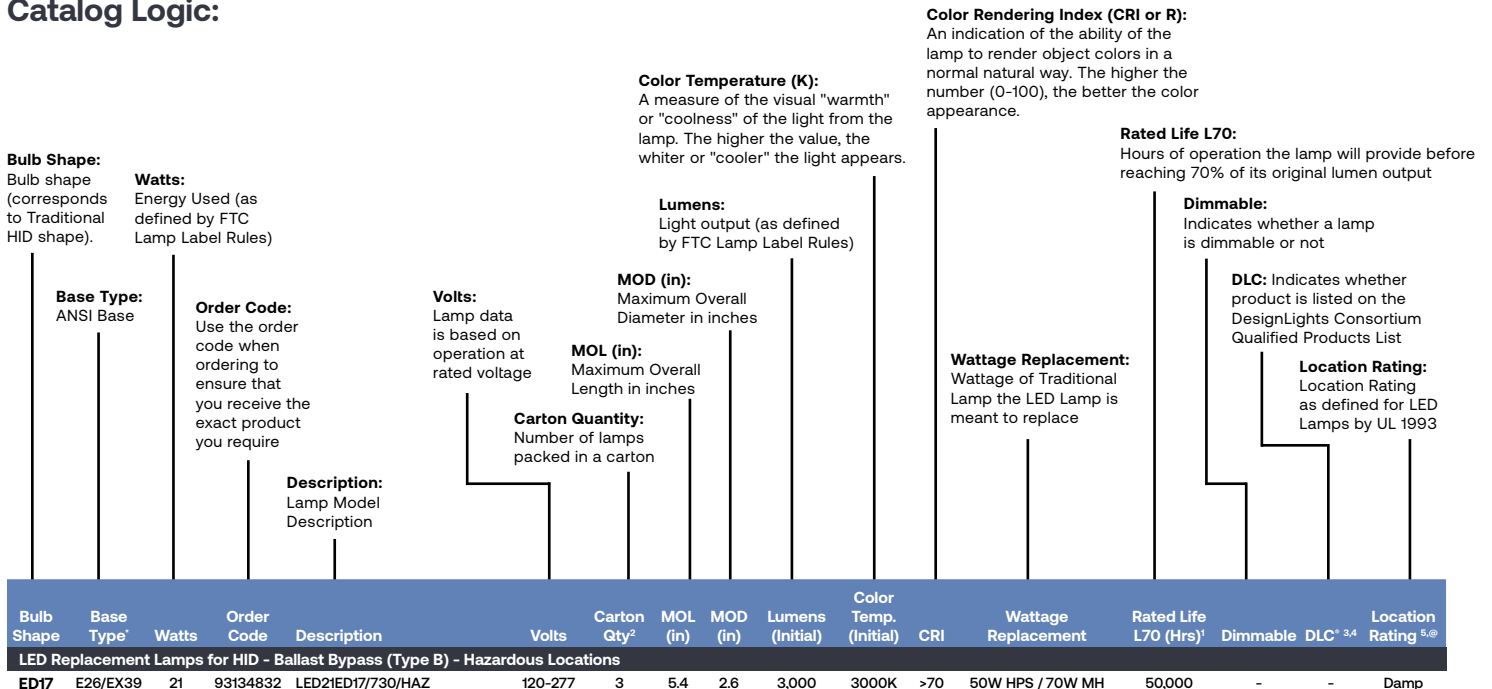 Catalog Logic:
Color Rendering Index (CRI or R):
An indication of the ability of the
lamp to render object colors in a
normal natural way. The higher the
number (0-100), the better the color
appearance.
Color Temperature (K):
A measure of the visual "warmth"
or "coolness" of the light from the
lamp. The higher the value, the
whiter or "cooler" the light appears.
Rated Life L70:
Hours of operation the lamp will provide before
reaching 70% of its original lumen output
Bulb Shape:
Bulb shape
(corresponds
to Traditional
HID shape).
Watts:
Energy Used (as
defined by FTC
Lamp Label Rules)
Lumens:
Light output (as defined
by FTC Lamp Label Rules)
Dimmable:
Indicates whether a lamp
is dimmable or not
Base Type:
ANSI Base
Order Code:
Use the order
code when
ordering to
ensure that
you receive the
exact product
you require
Volts:
Lamp data
is based on
operation at
rated voltage
MOD (in):
Maximum Overall
Diameter in inches
DLC: Indicates whether
product is listed on the
DesignLights Consortium
Qualified Products List
MOL (in):
Maximum Overall
Length in inches
Wattage Replacement:
Wattage of Traditional
Lamp the LED Lamp is
meant to replace
Location Rating:
Location Rating
as defined for LED
Lamps by UL 1993
Carton Quantity:
Number of lamps
packed in a carton
Description:
Lamp Model
Description
Color
Bulb Base Order Carton MOL MOD Lumens Temp. Wattage Rated Life Location
Shape Type* Watts Code Description Volts Qty² (in) (in) (Initial) (Initial) CRI Replacement L70 (Hrs)¹ Dimmable DLC® ³,⁴ Rating ⁵,@
LED Replacement Lamps for HID - Ballast Bypass (Type B) - Hazardous Locations
ED17 E26/EX39 21 93134832 LED21ED17/730/HAZ 120-277 3 5.4 2.6 3,000 3000K >70 50W HPS / 70W MH 50,000 - - Damp